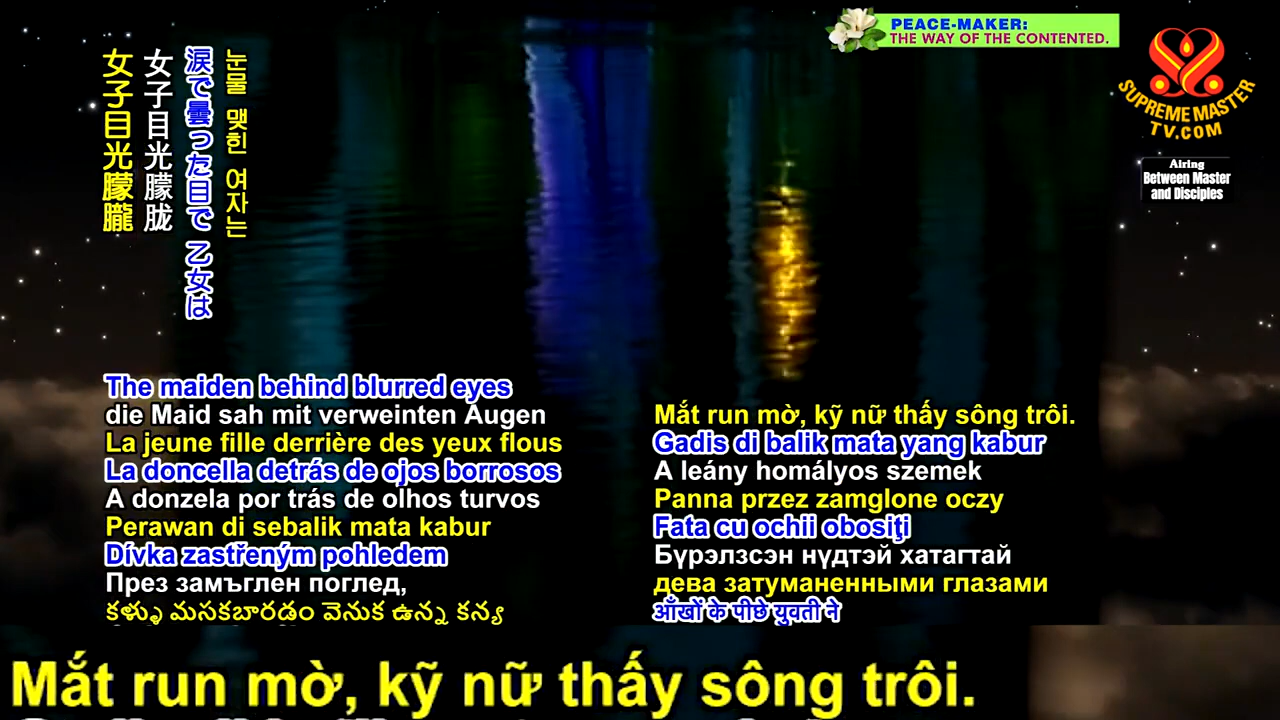 PEACE-MAKER:
THE WAY OF THE CONTENTED.
SUPREME MASTER
TV.COM
Airing
Between Master
and Disciples
눈물 맺힌 여자는
涙で曇った目で 乙女は
女子目光朦胧
女子目光朦朧
The maiden behind blurred eyes
die Maid sah mit verweinten Augen
La jeune fille derrière des yeux flous
La doncella detrás de ojos borrosos
A donzela por trás de olhos turvos
Perawan di sebalik mata kabur
Dívka zastřeným pohledem
През замъглен поглед,
కళ్ళు మసకబారడం వెనుక ఉన్న కన్య
Mắt run mờ, kỹ nữ thấy sông trôi.
Gadis di balik mata yang kabur
A leány homályos szemek
Panna przez zamglone oczy
Fata cu ochii obosiţi
Бүрэлзсэн нүдтэй хатагтай
дева затуманенными глазами
आँखों के पीछे युवती ने
Mắt run mờ, kỹ nữ thấy sông trôi.